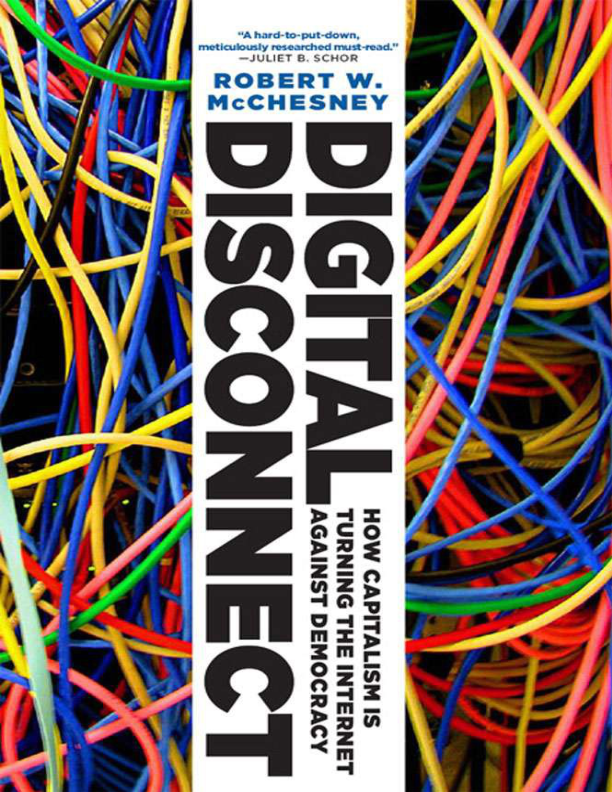 “A hard-to-put-down,
meticulously researched must-read.”
—JULIET B. SCHOR
ROBERT W.
McCHESNEY
DIGITAL
DISCONNECT
HOW CAPITALISM IS
TURNING THE INTERNET
AGAINST DEMOCRACY